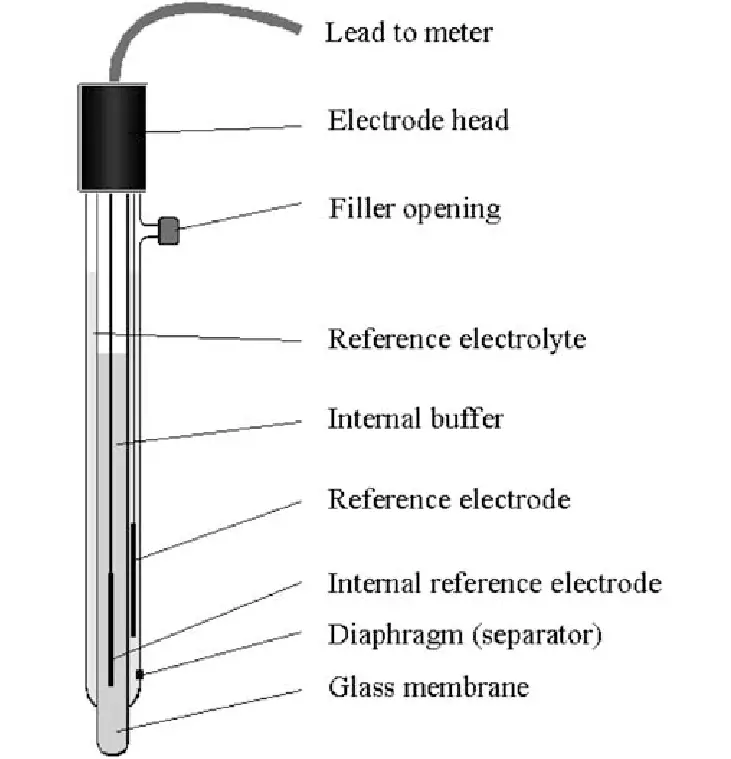 Lead to meter
Electrode head
Filler opening
Reference electrolyte
Internal buffer
Reference electrode
Internal reference electrode
Diaphragm (separator)
Glass membrane